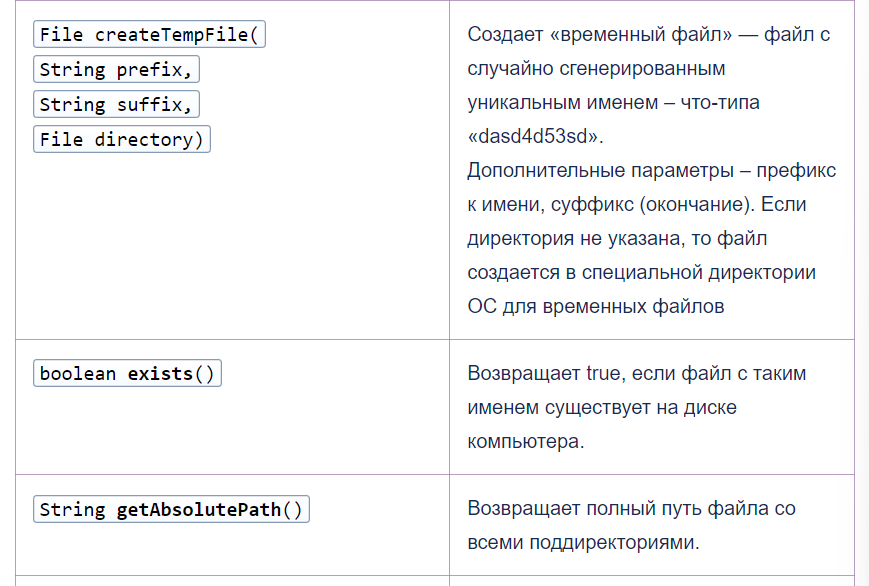 File createTempFile(
String prefix,
String suffix,
File directory)
Создает «временный файл» — файл с
случайно сгенерированным
уникальным именем – что-типа
«dasd4d53sd».
Дополнительные параметры – префикс
к имени, суффикс (окончание). Если
директория не указана, то файл
создается в специальной директории
ОС для временных файлов
boolean exists()
Возвращает true, если файл с таким
именем существует на диске
компьютера.
String getAbsolutePath()
Возвращает полный путь файла со
всеми поддиректориями.